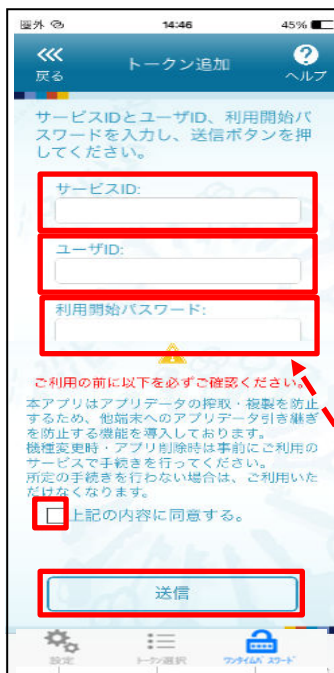 圏外
14:46
45%
戻る
トークン追加
?
ヘルプ
サービスIDとユーザID、利用開始パ
スワードを入力し、送信ボタンを押
してください。
サービスID:
ユーザID:
利用開始パスワード:
ご利用の前に以下を必ずご確認ください。
本アプリはアプリデータの搾取・複製を防止
するため、他端末へのアプリデータ引き継ぎ
を防止する機能を導入しております。
機種変更時・アプリ削除時は事前にご利用の
サービスで手続きを行ってください。
所定の手続きを行わない場合は、ご利用いた
だけなくなります。
上記の内容に同意する。
送信
設定
トークン選択
ワンタイムパスワード